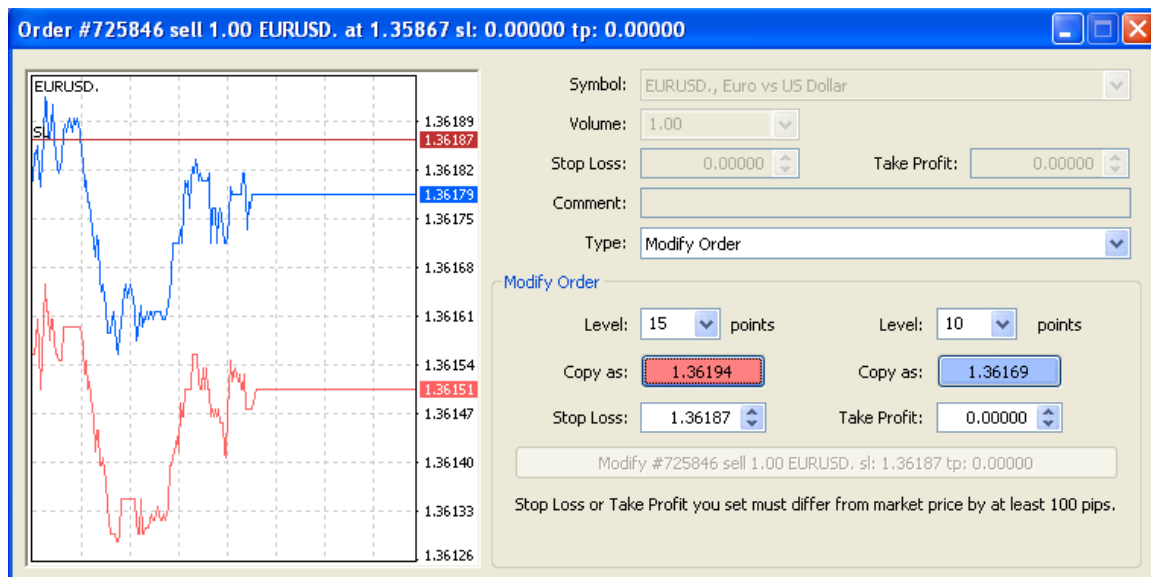 Order #725846 sell 1.00 EURUSD. at 1.35867 sl: 0.00000 tp: 0.00000
EURUSD.
SL
1.36189
1.36187
1.36182
1.36179
1.36175
1.36168
1.36161
1.36154
1.36151
1.36147
1.36140
1.36133
1.36126
Symbol: EURUSD., Euro vs US Dollar
Volume: 1.00
Stop Loss: 0.00000 Take Profit: 0.00000
Comment:
Type: Modify Order
Modify Order
Level: 15 points Level: 10 points
Copy as: 1.36194 Copy as: 1.36169
Stop Loss: 1.36187 Take Profit: 0.00000
Modify #725846 sell 1.00 EURUSD. sl: 1.36187 tp: 0.00000
Stop Loss or Take Profit you set must differ from market price by at least 100 pips.